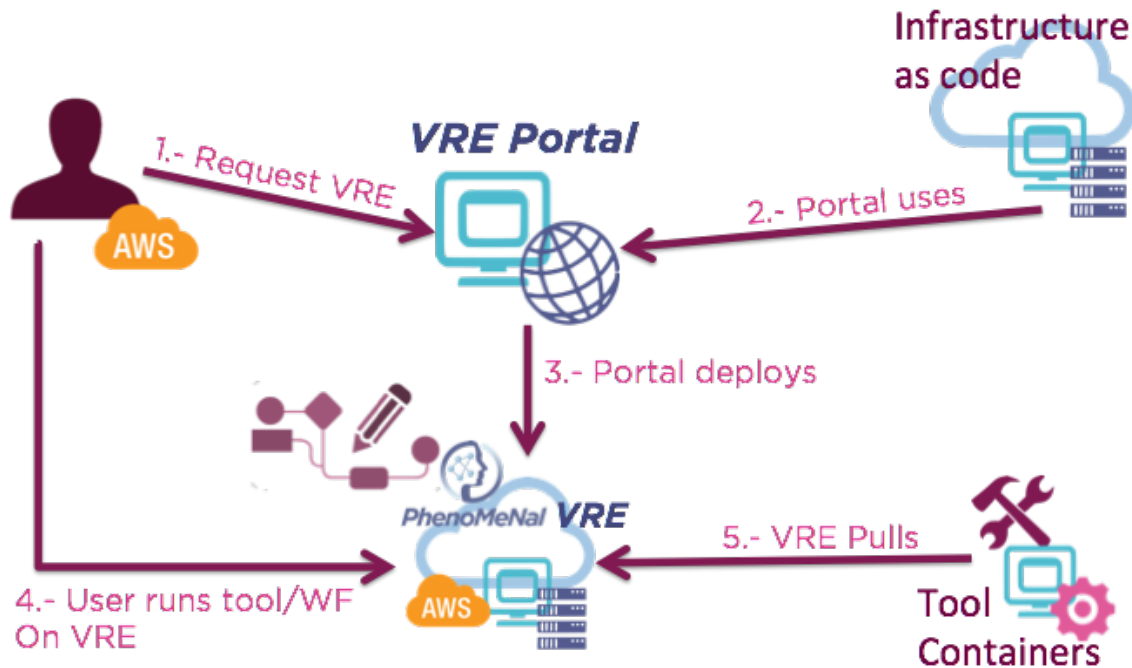 Infrastructure
as code
VRE Portal
1.- Request VRE
AWS
2.- Portal uses
3.- Portal deploys
PhenoMeNal VRE
AWS
4.- User runs tool/WF
On VRE
5.- VRE Pulls
Tool
Containers